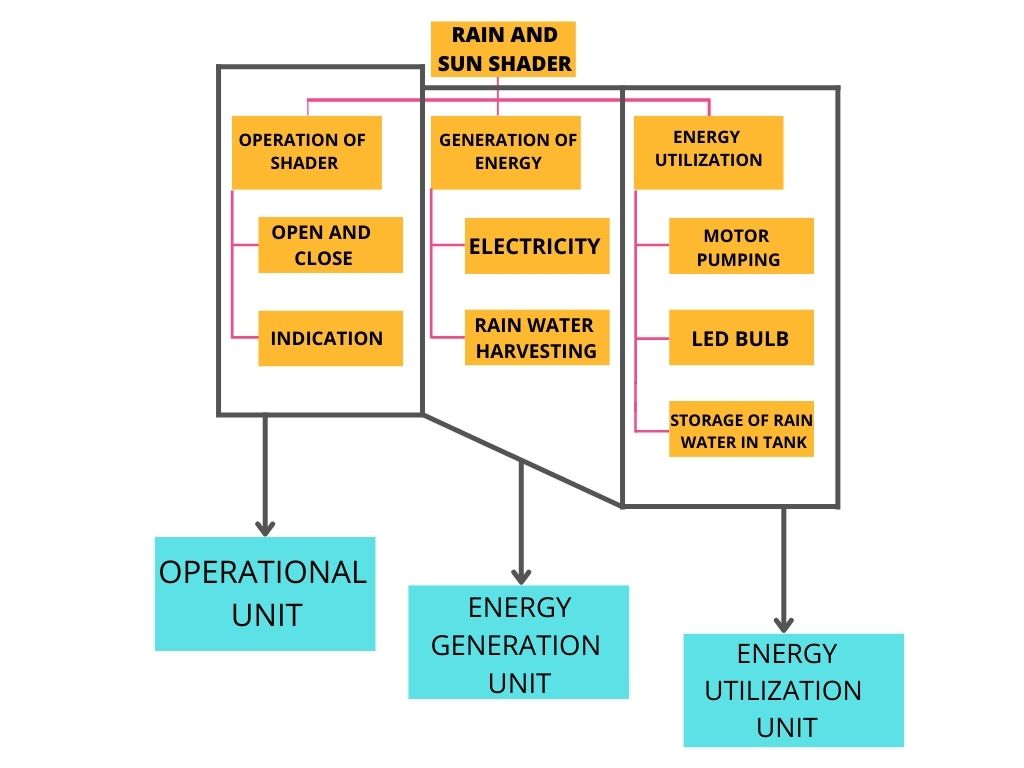 RAIN AND
SUN SHADER
OPERATION OF
SHADER
OPEN AND
CLOSE
INDICATION
GENERATION OF
ENERGY
ELECTRICITY
RAIN WATER
HARVESTING
ENERGY
UTILIZATION
MOTOR
PUMPING
LED BULB
STORAGE OF RAIN
WATER IN TANK
OPERATIONAL
UNIT
ENERGY
GENERATION
UNIT
ENERGY
UTILIZATION
UNIT